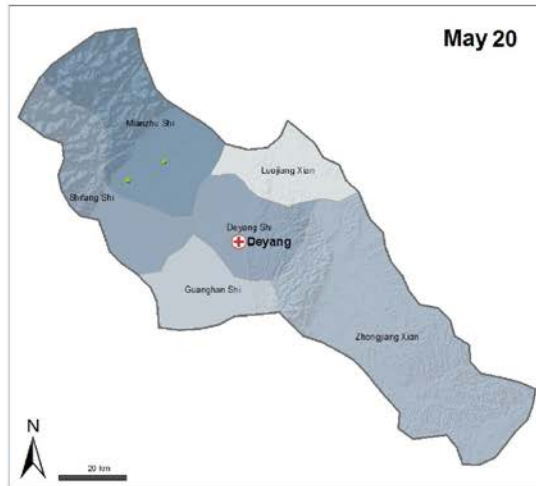 May 20
Mianzhu Shi
Luojiang Xian
Shifang Shi
Deyang Shi
Deyang
Guanghan Shi
Zhongjiang Xian
N
20 km